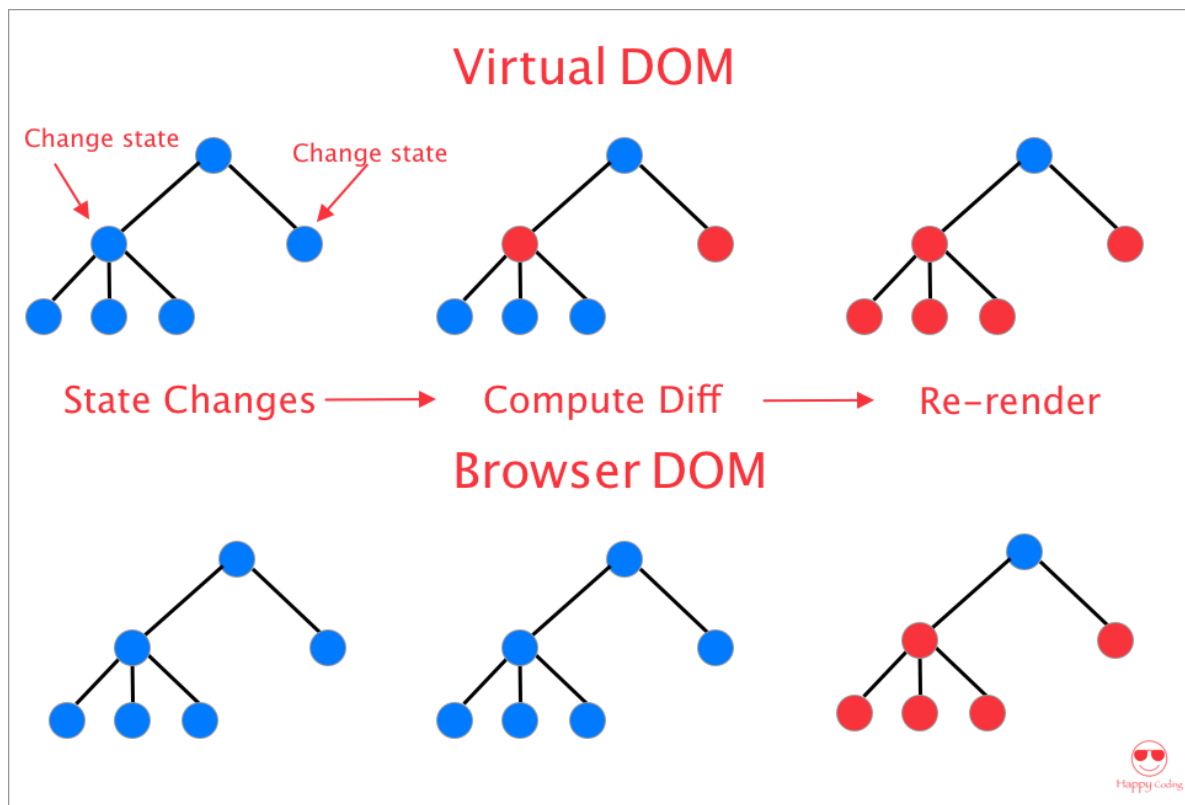 Virtual DOM
Change state
Change state
State Changes
Compute Diff
Re-render
Browser DOM
Happy Coding